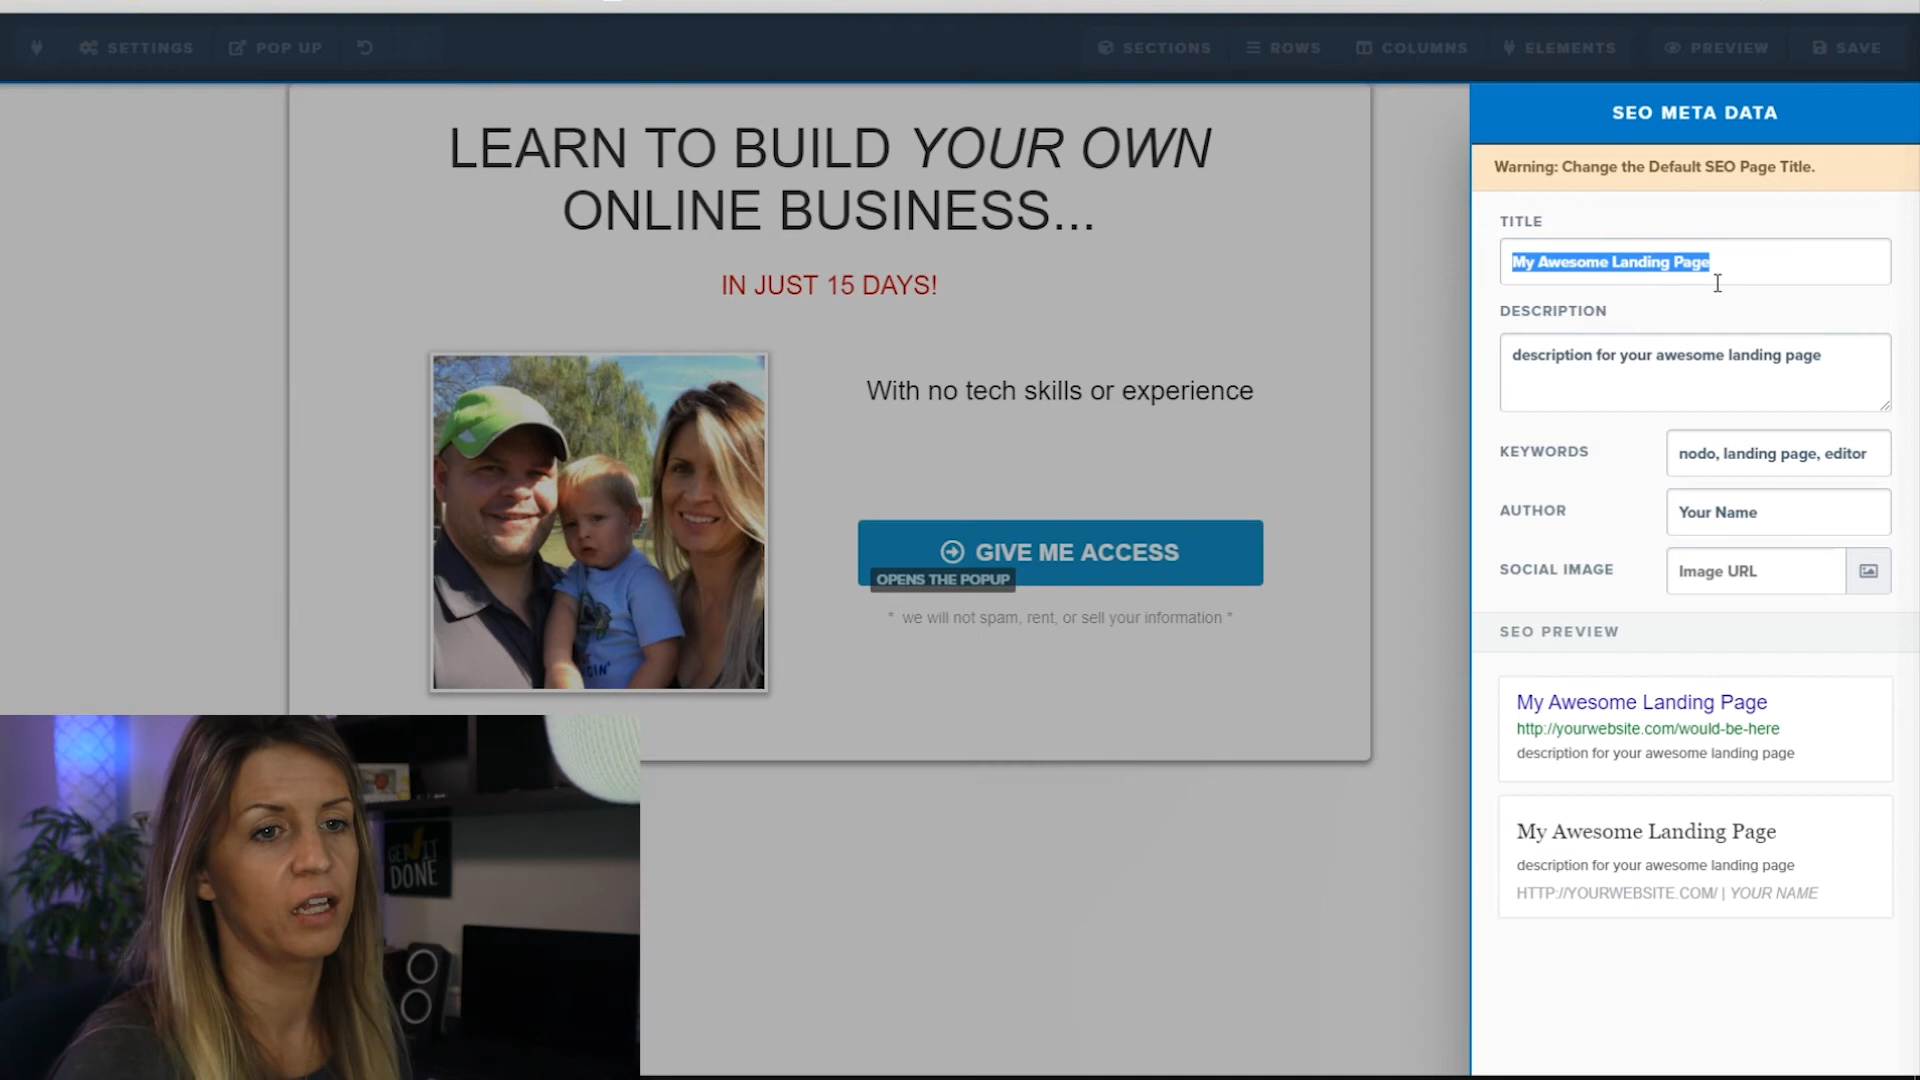 SETTINGS
POP UP
SECTIONS
ROWS
COLUMNS
ELEMENTS
PREVIEW
SAVE
LEARN TO BUILD YOUR OWN
ONLINE BUSINESS...
IN JUST 15 DAYS!
With no tech skills or experience
GIVE ME ACCESS
OPENS THE POPUP
* we will not spam, rent, or sell your information *
GET IT
DONE
SEO META DATA
Warning: Change the Default SEO Page Title.
TITLE
My Awesome Landing Page
DESCRIPTION
description for your awesome landing page
KEYWORDS
nodo, landing page, editor
AUTHOR
Your Name
SOCIAL IMAGE
Image URL
SEO PREVIEW
My Awesome Landing Page
http://yourwebsite.com/would-be-here
description for your awesome landing page
My Awesome Landing Page
description for your awesome landing page
HTTP://YOURWEBSITE.COM/ | YOUR NAME